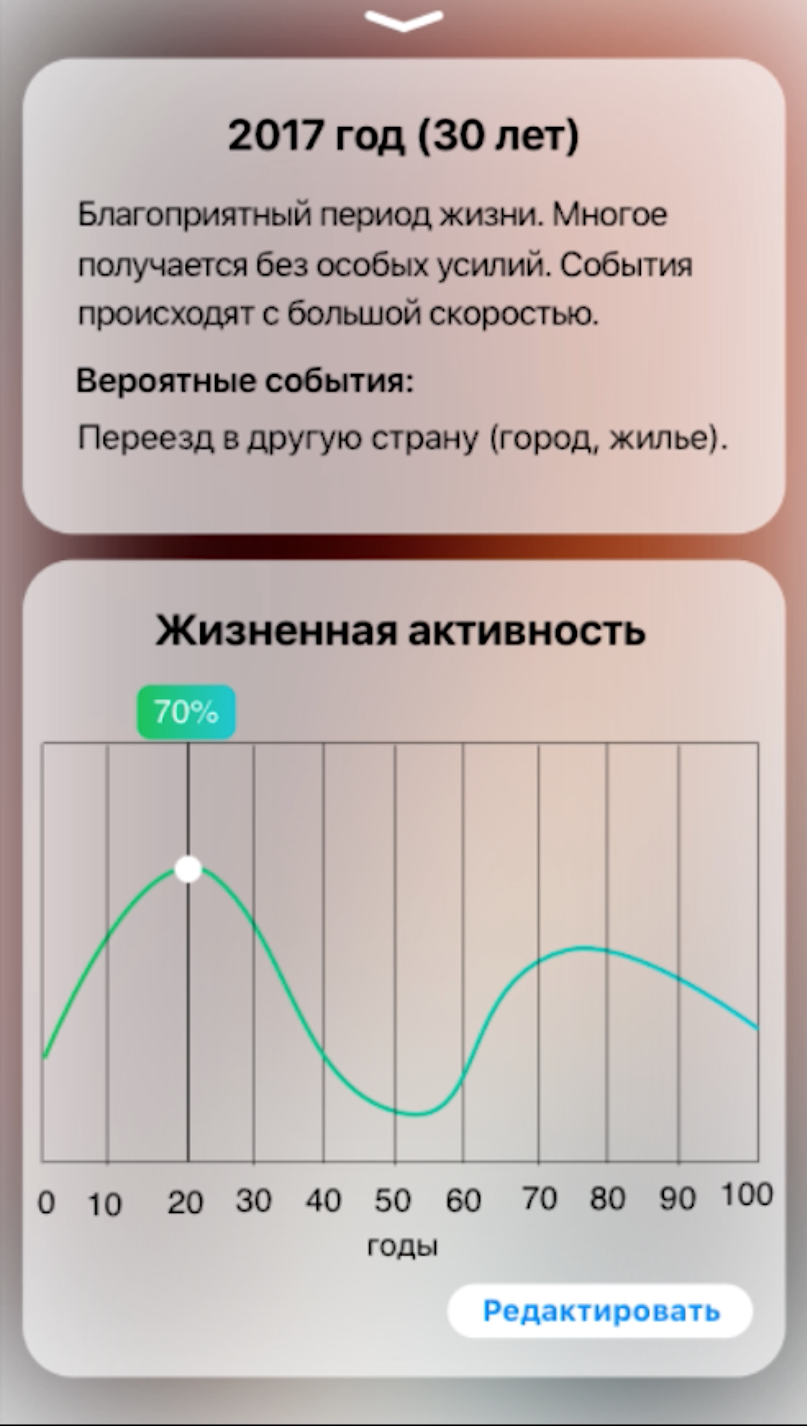 2017 год (30 лет)
Благоприятный период жизни. Многое
получается без особых усилий. События
происходят с большой скоростью.
Вероятные события:
Переезд в другую страну (город, жилье).
Жизненная активность
70%
0 10 20 30 40 50 60 70 80 90 100
годы
Редактировать